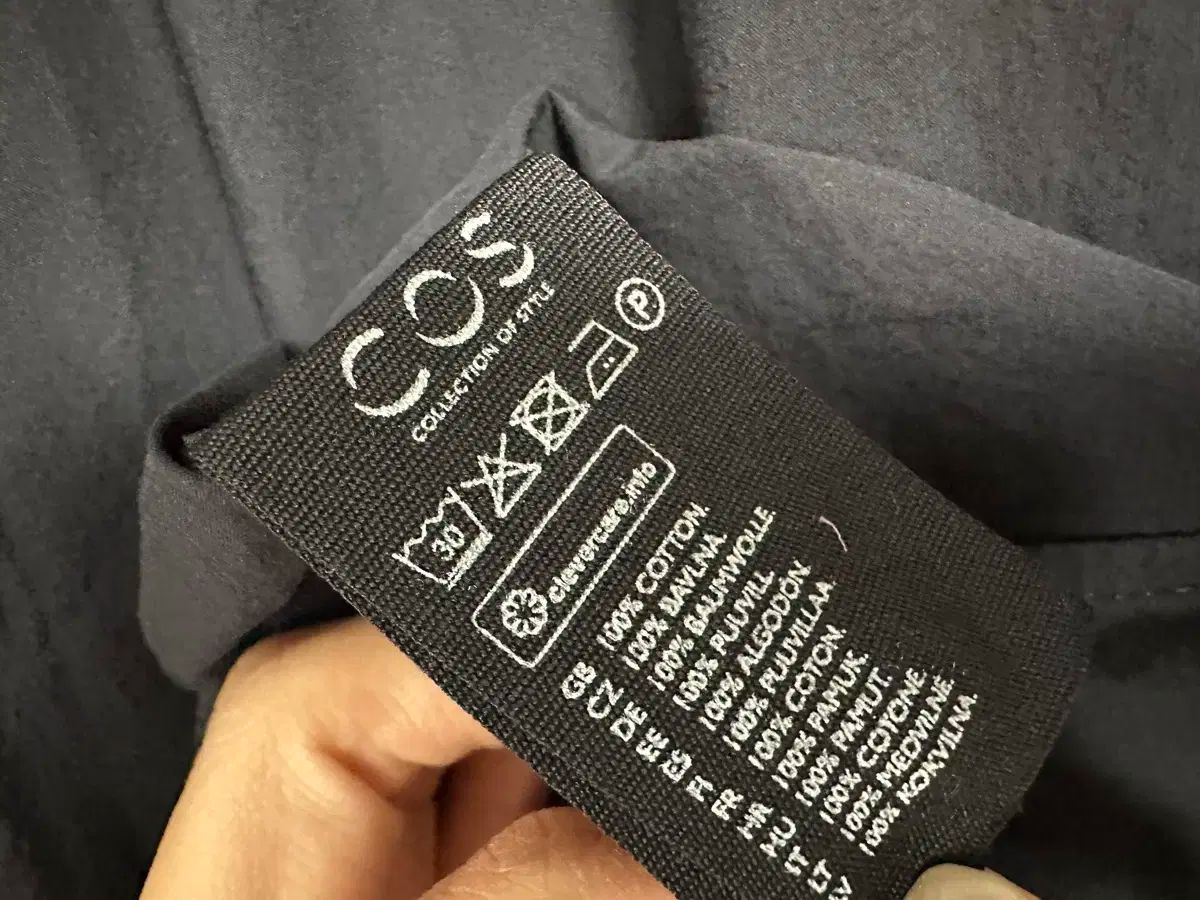 COS
COLLECTION OF STYLE
30
P
clevercare.info
GB 100% COTTON.
CZ 100% BAVLNA.
DE 100% BAUMWOLLE.
EE 100% PUUVILL.
ES 100% ALGODÓN.
FI 100% PUUVILLAA
FR 100% COTON.
HR 100% PAMUK.
HU 100% PAMUT.
IT 100% COTONE
LT 100% MEDVILNĖ
100% KOKVILNA.